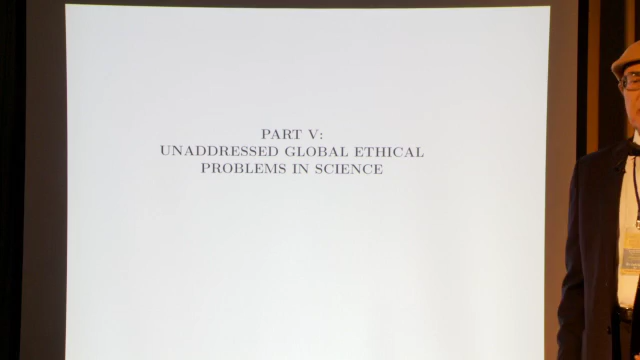 PART V:
UNADDRESSED GLOBAL ETHICAL
PROBLEMS IN SCIENCE